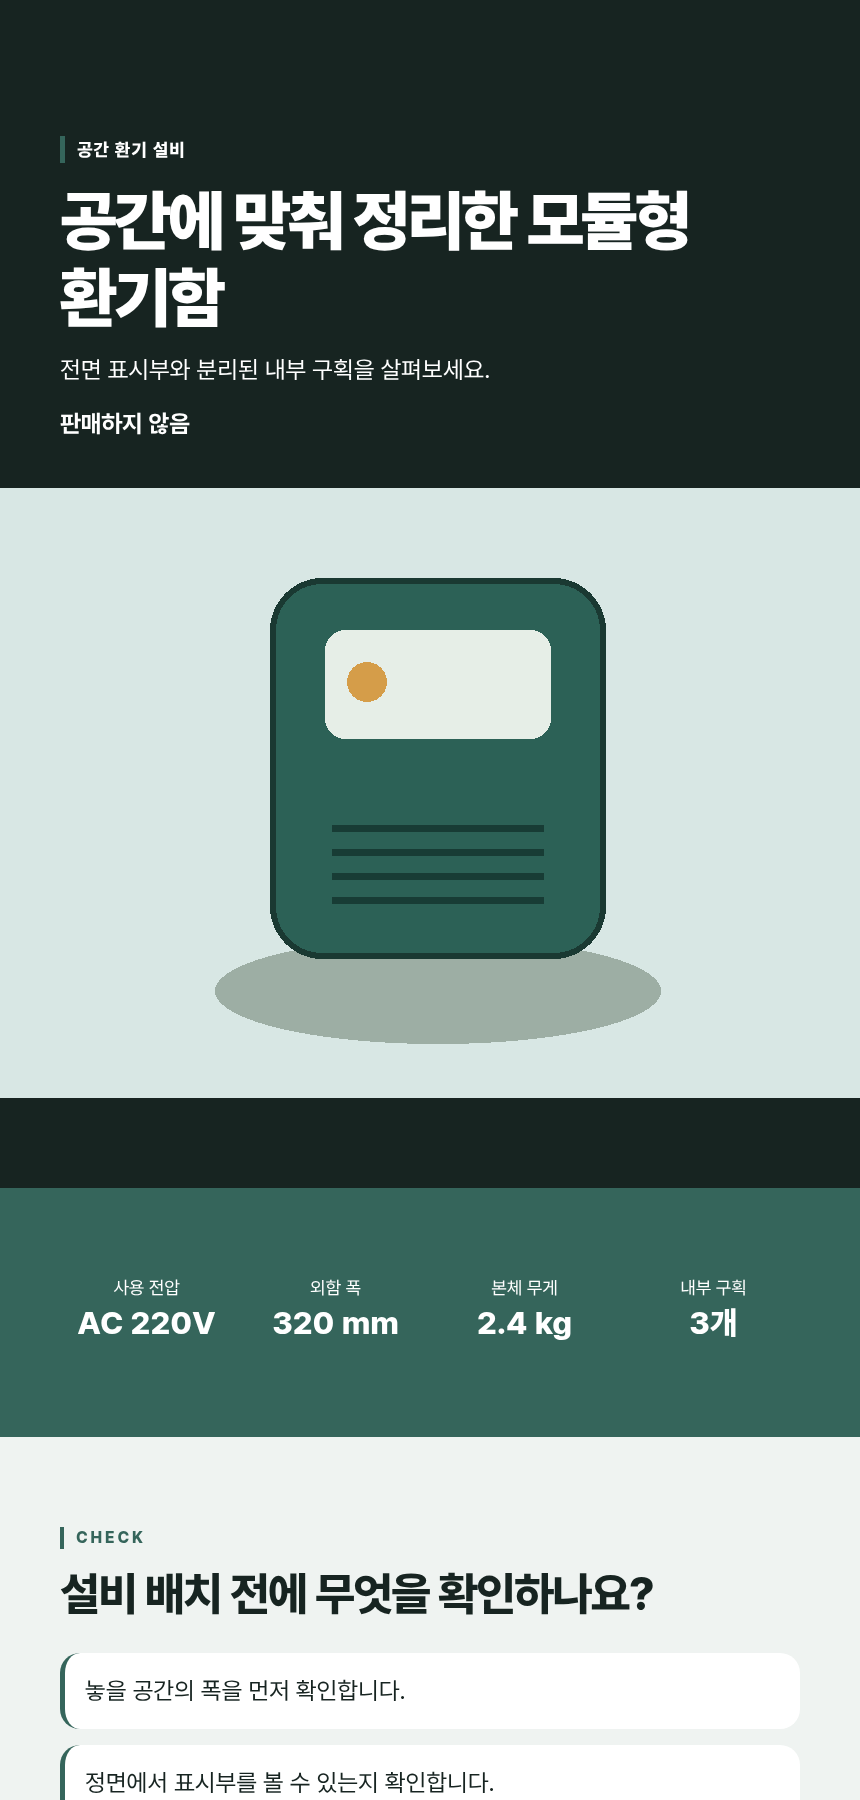 공간 환기 설비
공간에 맞춰 정리한 모듈형
환기함
전면 표시부와 분리된 내부 구획을 살펴보세요.
판매하지 않음
사용 전압
AC 220V
외함 폭
320 mm
본체 무게
2.4 kg
내부 구획
3개
CHECK
설비 배치 전에 무엇을 확인하나요?
놓을 공간의 폭을 먼저 확인합니다.
정면에서 표시부를 볼 수 있는지 확인합니다.